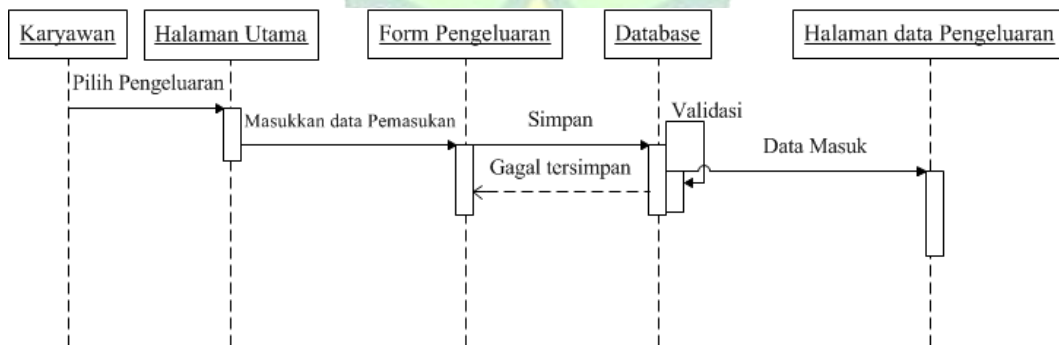 Karyawan
Halaman Utama
Form Pengeluaran
Database
Halaman data Pengeluaran
Pilih Pengeluaran
Masukkan data Pemasukan
Simpan
Validasi
Gagal tersimpan
Data Masuk